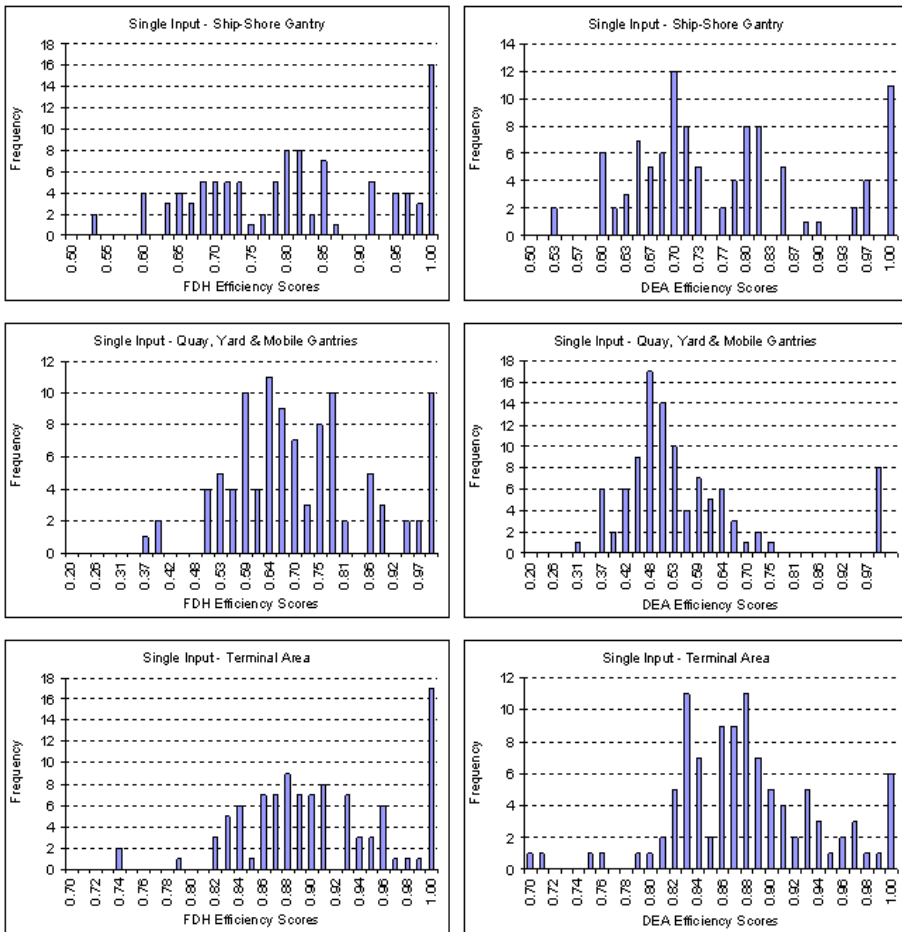 Single Input - Ship-Shore Gantry
18
16
14
12
10
8
6
4
2
0
Frequency
0.50 0.55 0.60 0.65 0.70 0.75 0.80 0.85 0.90 0.95 1.00
FDH Efficiency Scores
Single Input - Ship-Shore Gantry
14
12
10
8
6
4
2
0
Frequency
0.50 0.53 0.57 0.60 0.63 0.67 0.70 0.73 0.77 0.80 0.83 0.87 0.90 0.93 0.97 1.00
DEA Efficiency Scores
Single Input - Quay, Yard & Mobile Gantries
12
10
8
6
4
2
0
Frequency
0.20 0.26 0.31 0.37 0.42 0.48 0.53 0.59 0.64 0.70 0.75 0.81 0.86 0.92 0.97
FDH Efficiency Scores
Single Input - Quay, Yard & Mobile Gantries
18
16
14
12
10
8
6
4
2
0
Frequency
0.20 0.26 0.31 0.37 0.42 0.48 0.53 0.59 0.64 0.70 0.75 0.81 0.86 0.92 0.97
DEA Efficiency Scores
Single Input - Terminal Area
18
16
14
12
10
8
6
4
2
0
Frequency
0.70 0.72 0.74 0.76 0.78 0.80 0.82 0.84 0.86 0.88 0.90 0.92 0.94 0.96 0.98 1.00
FDH Efficiency Scores
Single Input - Terminal Area
12
10
8
6
4
2
0
Frequency
0.70 0.72 0.74 0.76 0.78 0.80 0.82 0.84 0.86 0.88 0.90 0.92 0.94 0.96 0.98 1.00
DEA Efficiency Scores